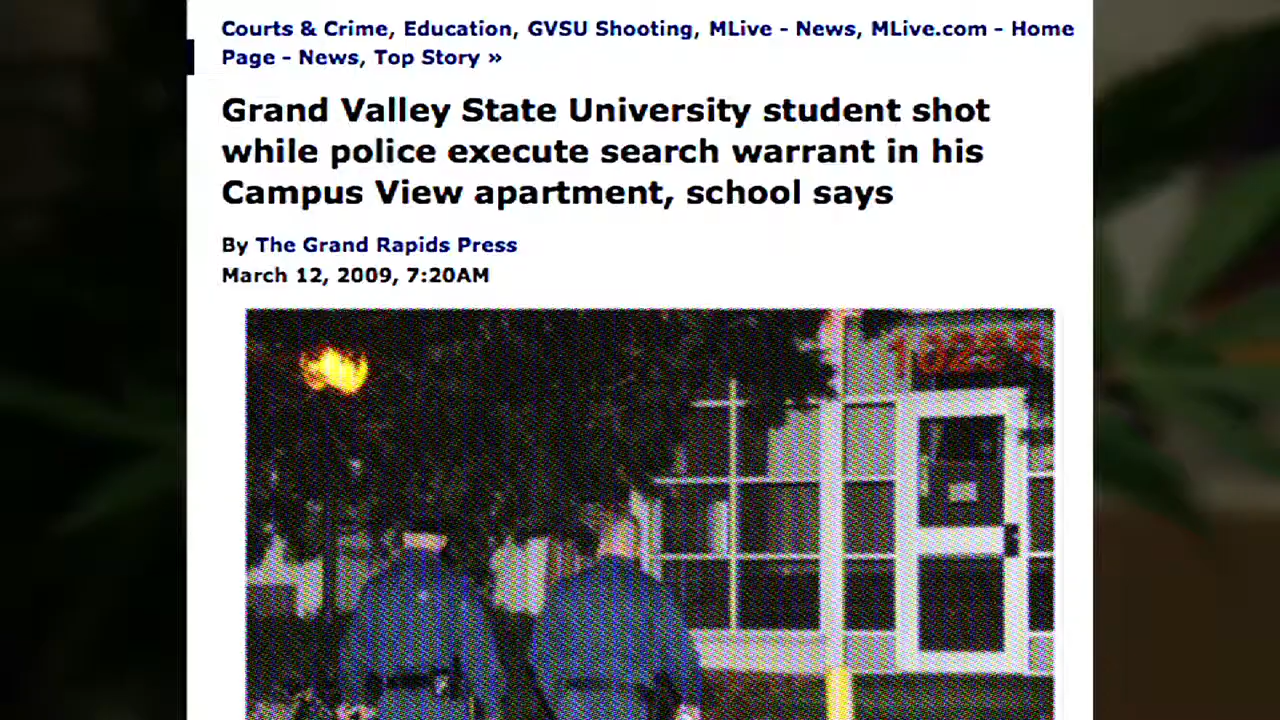 Courts & Crime, Education, GVSU Shooting, MLive - News, MLive.com - Home
Page - News, Top Story »
Grand Valley State University student shot
while police execute search warrant in his
Campus View apartment, school says
By The Grand Rapids Press
March 12, 2009, 7:20AM
10255